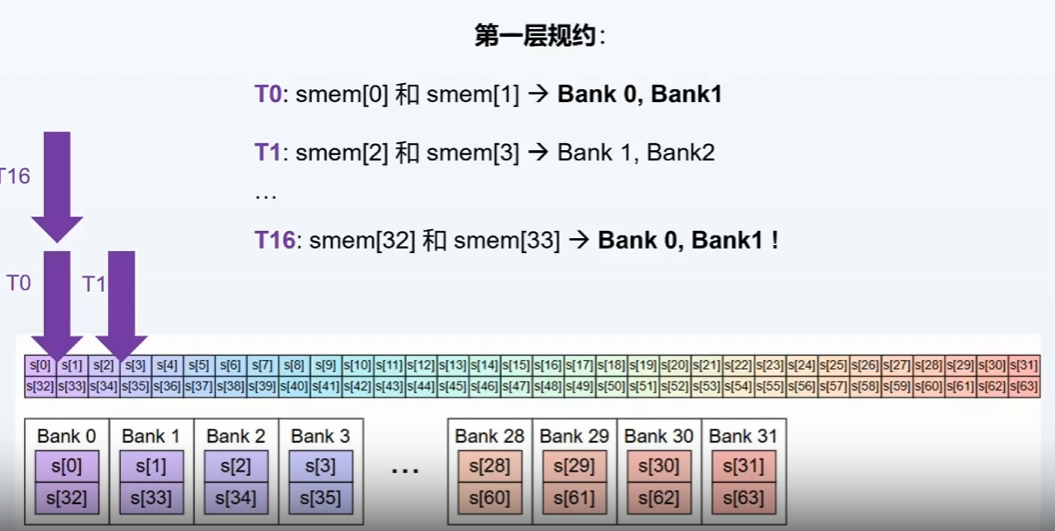 第一层规约：
T0: smem[0] 和 smem[1] → Bank 0, Bank1
T1: smem[2] 和 smem[3] → Bank 1, Bank2
…
T16: smem[32] 和 smem[33] → Bank 0, Bank1 !
T16
T0
T1
s[0] s[1] s[2] s[3] s[4] s[5] s[6] s[7] s[8] s[9] s[10] s[11] s[12] s[13] s[14] s[15] s[16] s[17] s[18] s[19] s[20] s[21] s[22] s[23] s[24] s[25] s[26] s[27] s[28] s[29] s[30] s[31]
s[32] s[33] s[34] s[35] s[36] s[37] s[38] s[39] s[40] s[41] s[42] s[43] s[44] s[45] s[46] s[47] s[48] s[49] s[50] s[51] s[52] s[53] s[54] s[55] s[56] s[57] s[58] s[59] s[60] s[61] s[62] s[63]
Bank 0 Bank 1 Bank 2 Bank 3 Bank 28 Bank 29 Bank 30 Bank 31
s[0] s[1] s[2] s[3] … s[28] s[29] s[30] s[31]
s[32] s[33] s[34] s[35] s[60] s[61] s[62] s[63]